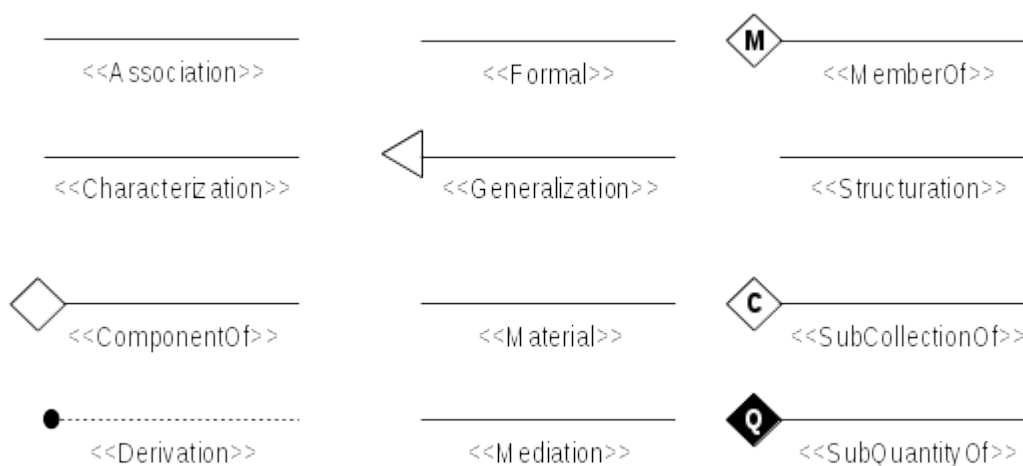 M
<<Association>> <<Formal>> <<MemberOf>>
<<Characterization>> <<Generalization>> <<Structuration>>
C
<<ComponentOf>> <<Material>> <<SubCollectionOf>>
Q
<<Derivation>> <<Mediation>> <<SubQuantityOf>>